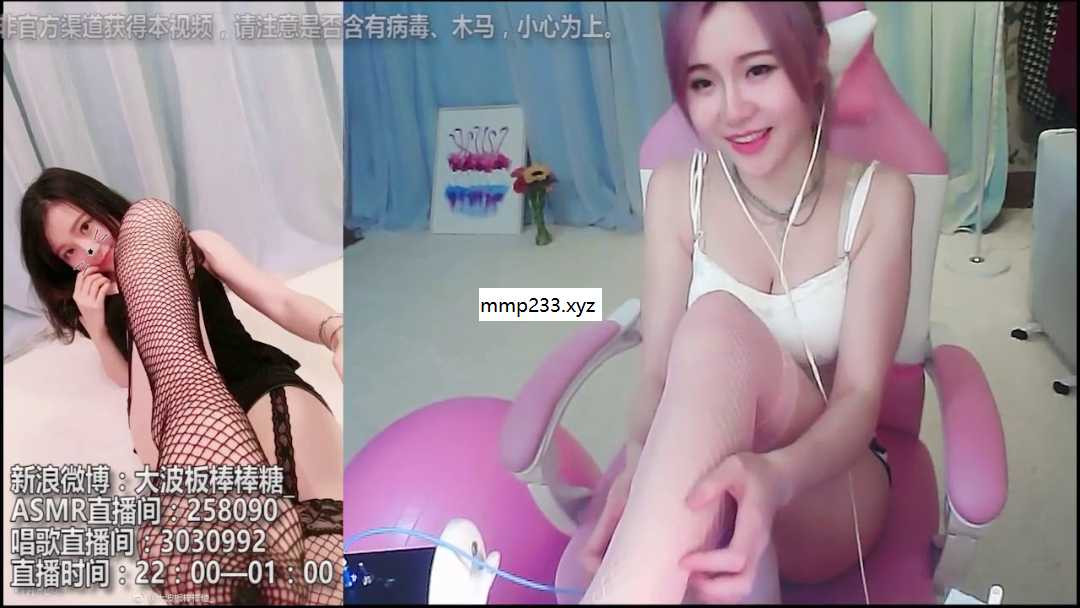 非官方渠道获得本视频，请注意是否含有病毒、木马，小心为上。
mmp233.xyz
新浪微博：大波板棒棒糖_
ASMR直播间：258090
唱歌直播间：3030992
直播时间：22：00—01：00